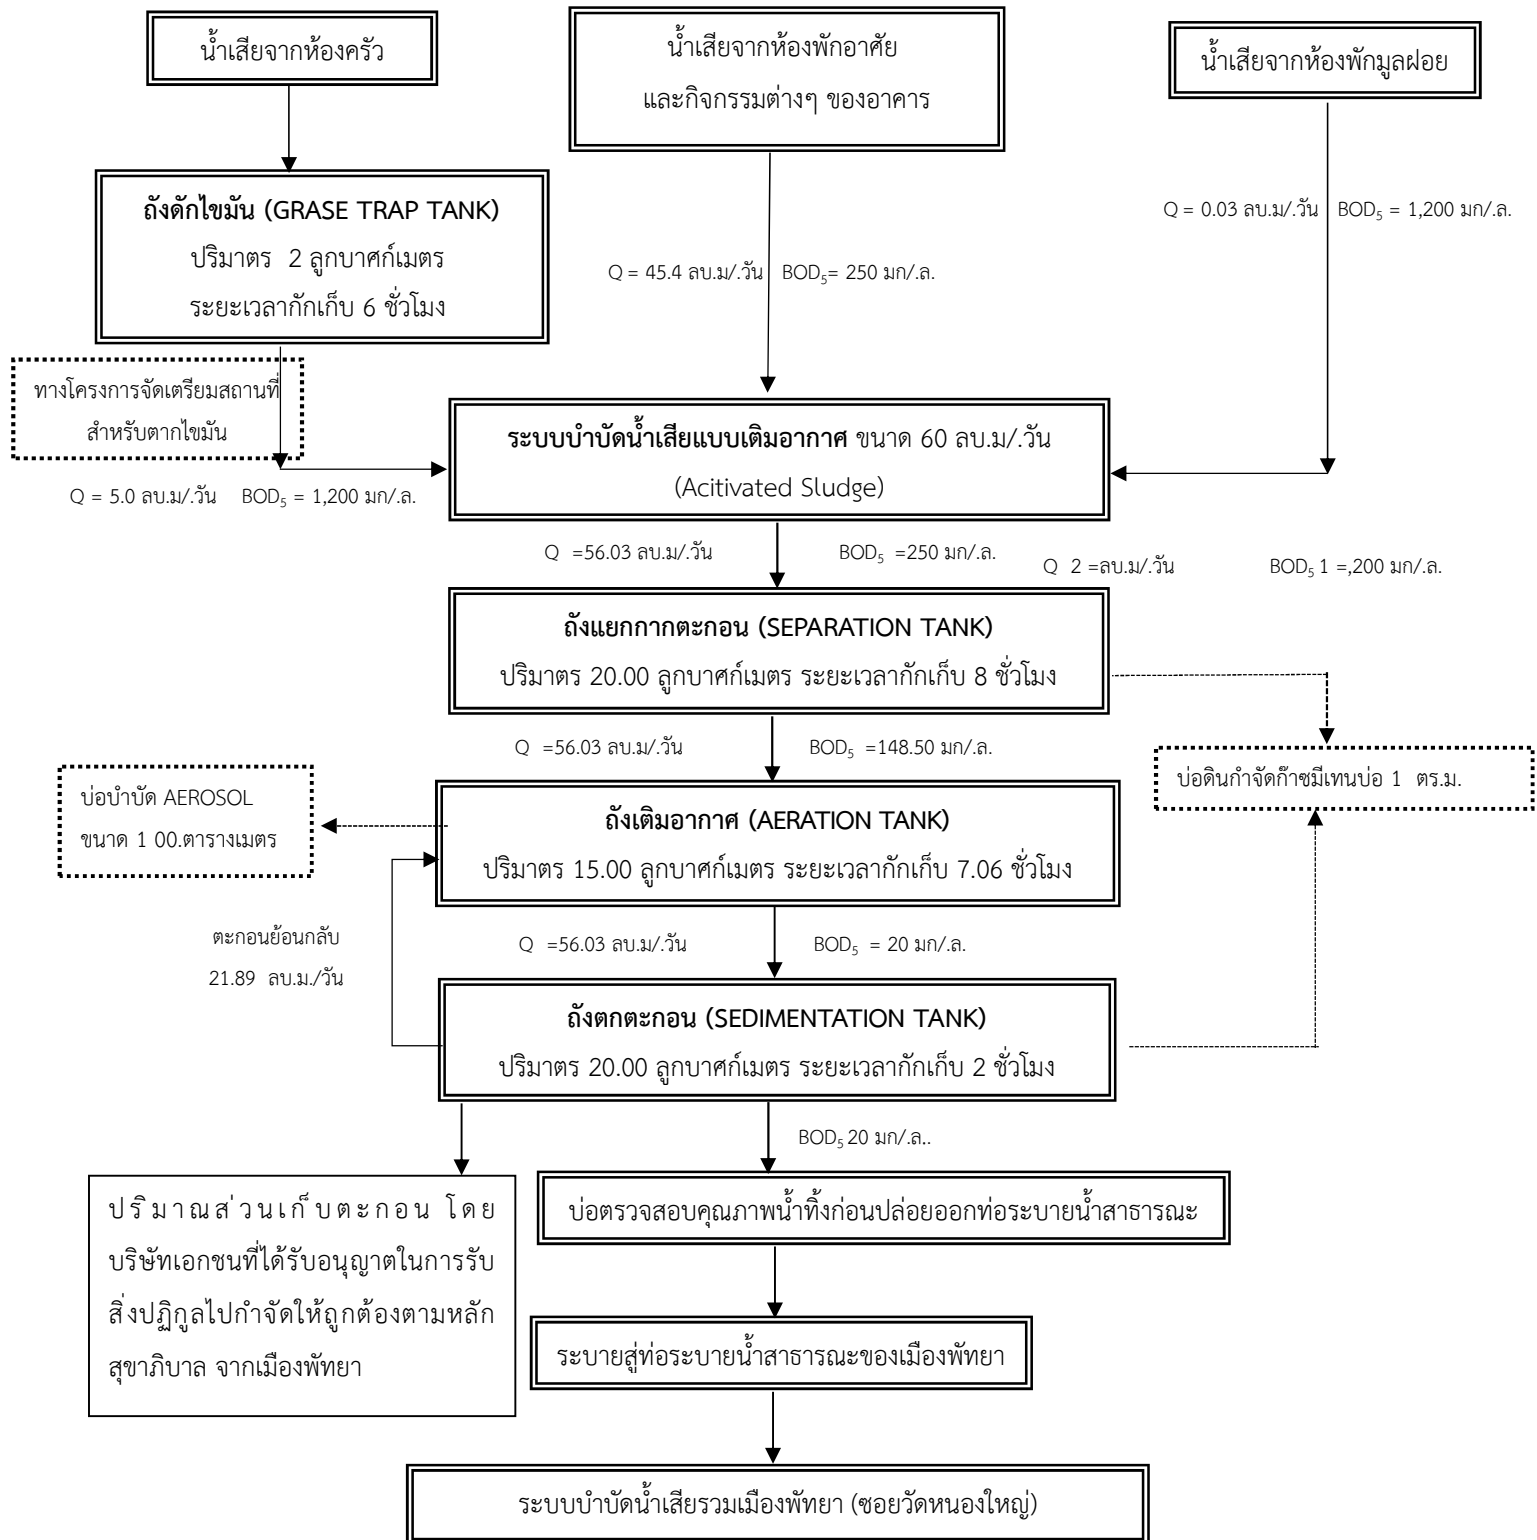 น้ำเสียจากห้องครัว
น้ำเสียจากห้องพักอาศัย
และกิจกรรมต่างๆ ของอาคาร
น้ำเสียจากห้องพักมูลฝอย
ถังดักไขมัน (GRASE TRAP TANK)
ปริมาตร 2 ลูกบาศก์เมตร
ระยะเวลากักเก็บ 6 ชั่วโมง
Q = 0.03 ลบ.ม/.วัน BOD₅ = 1,200 มก/.ล.
Q = 45.4 ลบ.ม/.วัน BOD₅= 250 มก/.ล.
ทางโครงการจัดเตรียมสถานที่
สำหรับตากไขมัน
ระบบบำบัดน้ำเสียแบบเติมอากาศ ขนาด 60 ลบ.ม/.วัน
(Acitivated Sludge)
Q = 5.0 ลบ.ม/.วัน BOD₅ = 1,200 มก/.ล.
Q =56.03 ลบ.ม/.วัน BOD₅ =250 มก/.ล.
Q 2 =ลบ.ม/.วัน BOD₅ 1 =,200 มก/.ล.
ถังแยกกากตะกอน (SEPARATION TANK)
ปริมาตร 20.00 ลูกบาศก์เมตร ระยะเวลากักเก็บ 8 ชั่วโมง
Q =56.03 ลบ.ม/.วัน BOD₅ =148.50 มก/.ล.
บ่อดินกำจัดก๊าซมีเทนบ่อ 1 ตร.ม.
บ่อบำบัด AEROSOL
ขนาด 1 00.ตารางเมตร
ถังเติมอากาศ (AERATION TANK)
ปริมาตร 15.00 ลูกบาศก์เมตร ระยะเวลากักเก็บ 7.06 ชั่วโมง
ตะกอนย้อนกลับ
21.89 ลบ.ม./วัน
Q =56.03 ลบ.ม/.วัน BOD₅ = 20 มก/.ล.
ถังตกตะกอน (SEDIMENTATION TANK)
ปริมาตร 20.00 ลูกบาศก์เมตร ระยะเวลากักเก็บ 2 ชั่วโมง
BOD₅ 20 มก/.ล..
ปริมาณส่วนเก็บตะกอน โดย
บริษัทเอกชนที่ได้รับอนุญาตในการรับ
สิ่งปฏิกูลไปกำจัดให้ถูกต้องตามหลัก
สุขาภิบาล จากเมืองพัทยา
บ่อตรวจสอบคุณภาพน้ำทิ้งก่อนปล่อยออกท่อระบายน้ำสาธารณะ
ระบายสู่ท่อระบายน้ำสาธารณะของเมืองพัทยา
ระบบบำบัดน้ำเสียรวมเมืองพัทยา (ซอยวัดหนองใหญ่)